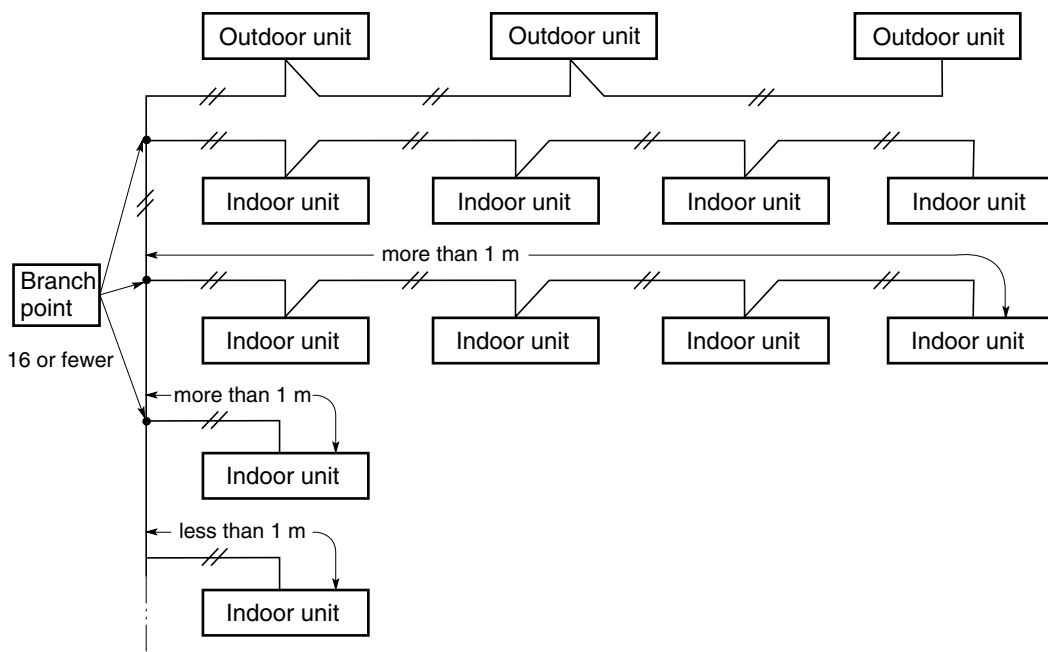 Outdoor unit
Outdoor unit
Outdoor unit
Indoor unit
Indoor unit
Indoor unit
Indoor unit
more than 1 m
Branch
point
16 or fewer
Indoor unit
Indoor unit
Indoor unit
Indoor unit
more than 1 m
Indoor unit
less than 1 m
Indoor unit